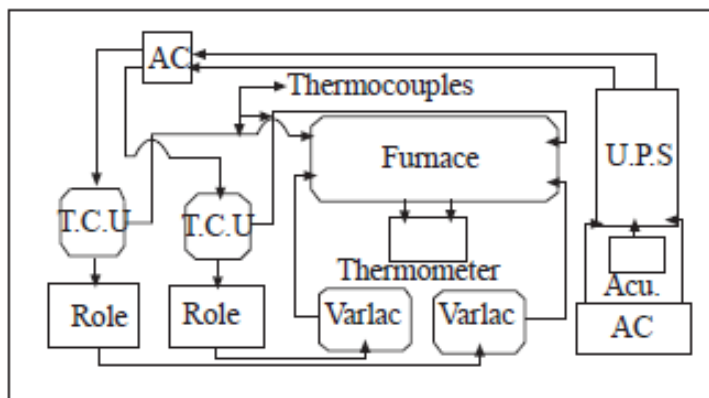 AC
Thermocouples
Furnace
U.P.S
T.C.U
T.C.U
Thermometer
Acu.
Role
Role
Varlac
Varlac
AC